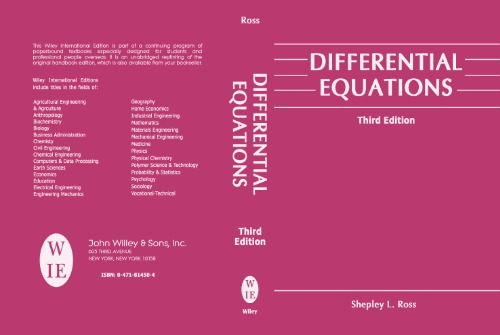 This Wiley International Edition is part of a continuing program of
paperbound textbooks especially designed for students and
professional people overseas. It is an unabridged reprinting of the
original hardbound edition, which is also available from your bookseller.
Wiley International Editions
include titles in the fields of:
Agricultural Engineering
& Agriculture
Anthropology
Biochemistry
Biology
Business Administration
Chemisty
Civil Engineering
Chemical Engineering
Computers & Data Processing
Earth Sciences
Economics
Education
Electrical Engineering
Engineering Mechanics
Geography
Home Economics
Industrial Engineering
Mathematics
Materials Engineering
Mechanical Engineering
Medicine
Physics
Physical Chemistry
Polymer Science & Technology
Probability & Statistics
Psychology
Sociology
Vocational-Technical
W
IE
John Willey & Sons, Inc.
605 THIRD AVENUE
NEW YORK, NEW YORK 10158
ISBN: 0-471-81450-4
Ross
DIFFERENTIAL
EQUATIONS
Third
Edition
W
IE
Wiley
DIFFERENTIAL
EQUATIONS
Third Edition
Shepley L. Ross